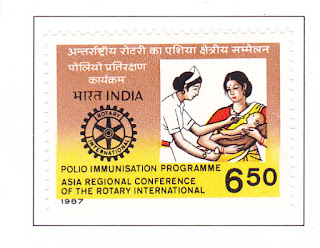 अन्तर्राष्ट्रीय रोटरी का एशिया क्षेत्रीय सम्मेलन
पोलियो प्रतिरक्षण
कार्यक्रम
भारत INDIA
ROTARY
INTERNATIONAL
POLIO IMMUNISATION PROGRAMME
ASIA REGIONAL CONFERENCE
OF THE ROTARY INTERNATIONAL
650
1987